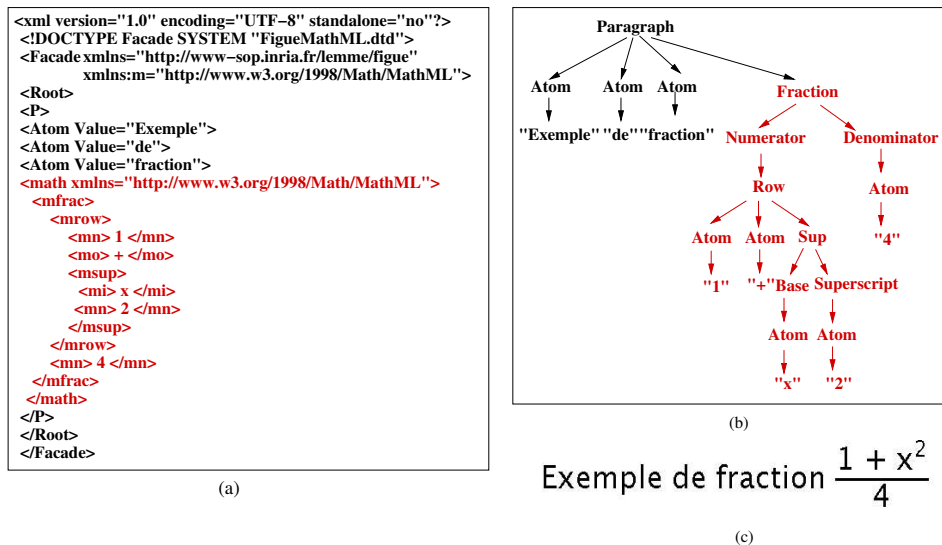 <xml version="1.0" encoding="UTF-8" standalone="no"?>
<!DOCTYPE Facade SYSTEM "FigueMathML.dtd">
<Facade xmlns="http://www-sop.inria.fr/lemme/figue"
xmlns:m="http://www.w3.org/1998/Math/MathML">
<Root>
<P>
<Atom Value="Exemple">
<Atom Value="de">
<Atom Value="fraction">
<math xmlns="http://www.w3.org/1998/Math/MathML">
<mfrac>
<mrow>
<mn> 1 </mn>
<mo> + </mo>
<msup>
<mi> x </mi>
<mn> 2 </mn>
</msup>
</mrow>
<mn> 4 </mn>
</mfrac>
</math>
</P>
</Root>
</Facade>
(a)
Paragraph
Atom Atom Atom Fraction
"Exemple" "de" "fraction" Numerator Denominator
Row Atom
Atom Atom Sup "4"
"1" "+" Base Superscript
Atom Atom
"x" "2"
(b)
Exemple de fraction 1 + x²
4
(c)